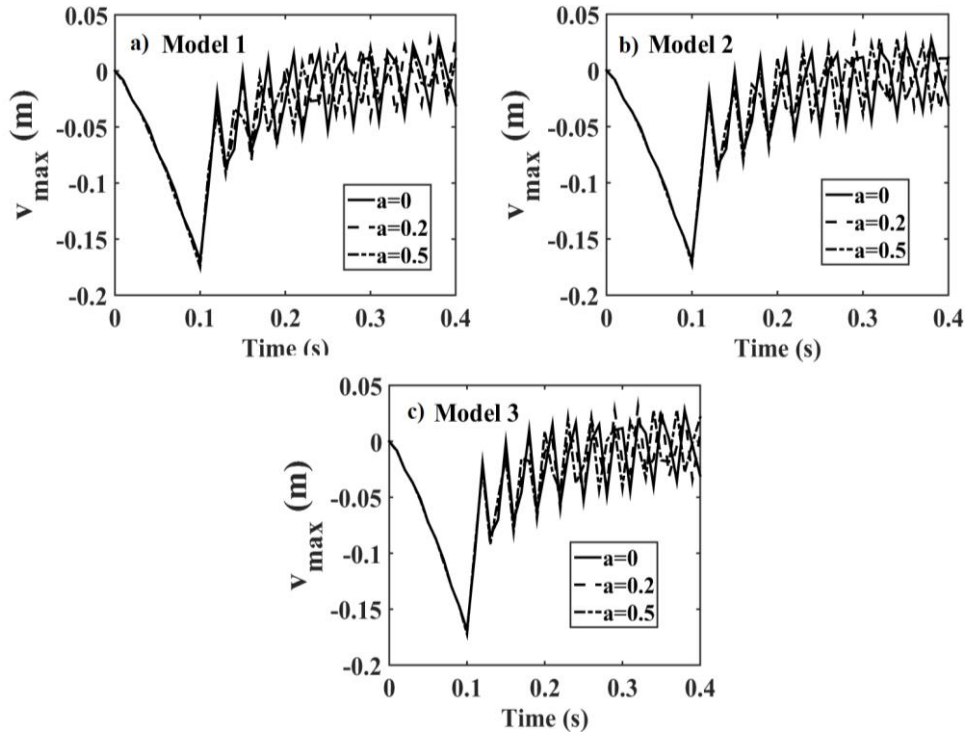 a) Model 1
v_max (m)
0.05
0
-0.05
-0.1
-0.15
-0.2
a=0
a=0.2
a=0.5
0 0.1 0.2 0.3 0.4
Time (s)
b) Model 2
v_max (m)
0.05
0
-0.05
-0.1
-0.15
-0.2
a=0
a=0.2
a=0.5
0 0.1 0.2 0.3 0.4
Time (s)
c) Model 3
v_max (m)
0.05
0
-0.05
-0.1
-0.15
-0.2
a=0
a=0.2
a=0.5
0 0.1 0.2 0.3 0.4
Time (s)